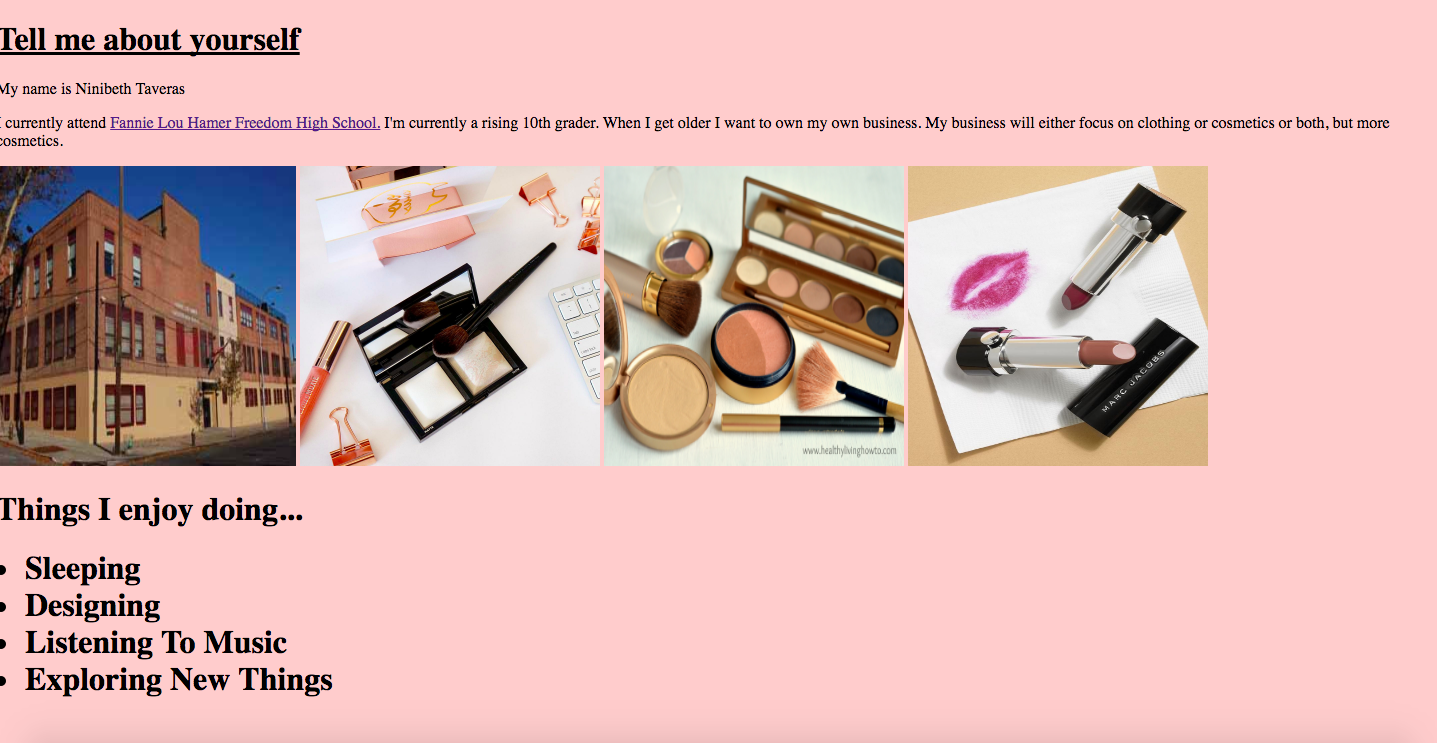 Tell me about yourself
My name is Ninibeth Taveras
I currently attend Fannie Lou Hamer Freedom High School. I'm currently a rising 10th grader. When I get older I want to own my own business. My business will either focus on clothing or cosmetics or both, but more
cosmetics.
www.healthylivinghowto.com
MARC JACOBS
Things I enjoy doing...
Sleeping
Designing
Listening To Music
Exploring New Things